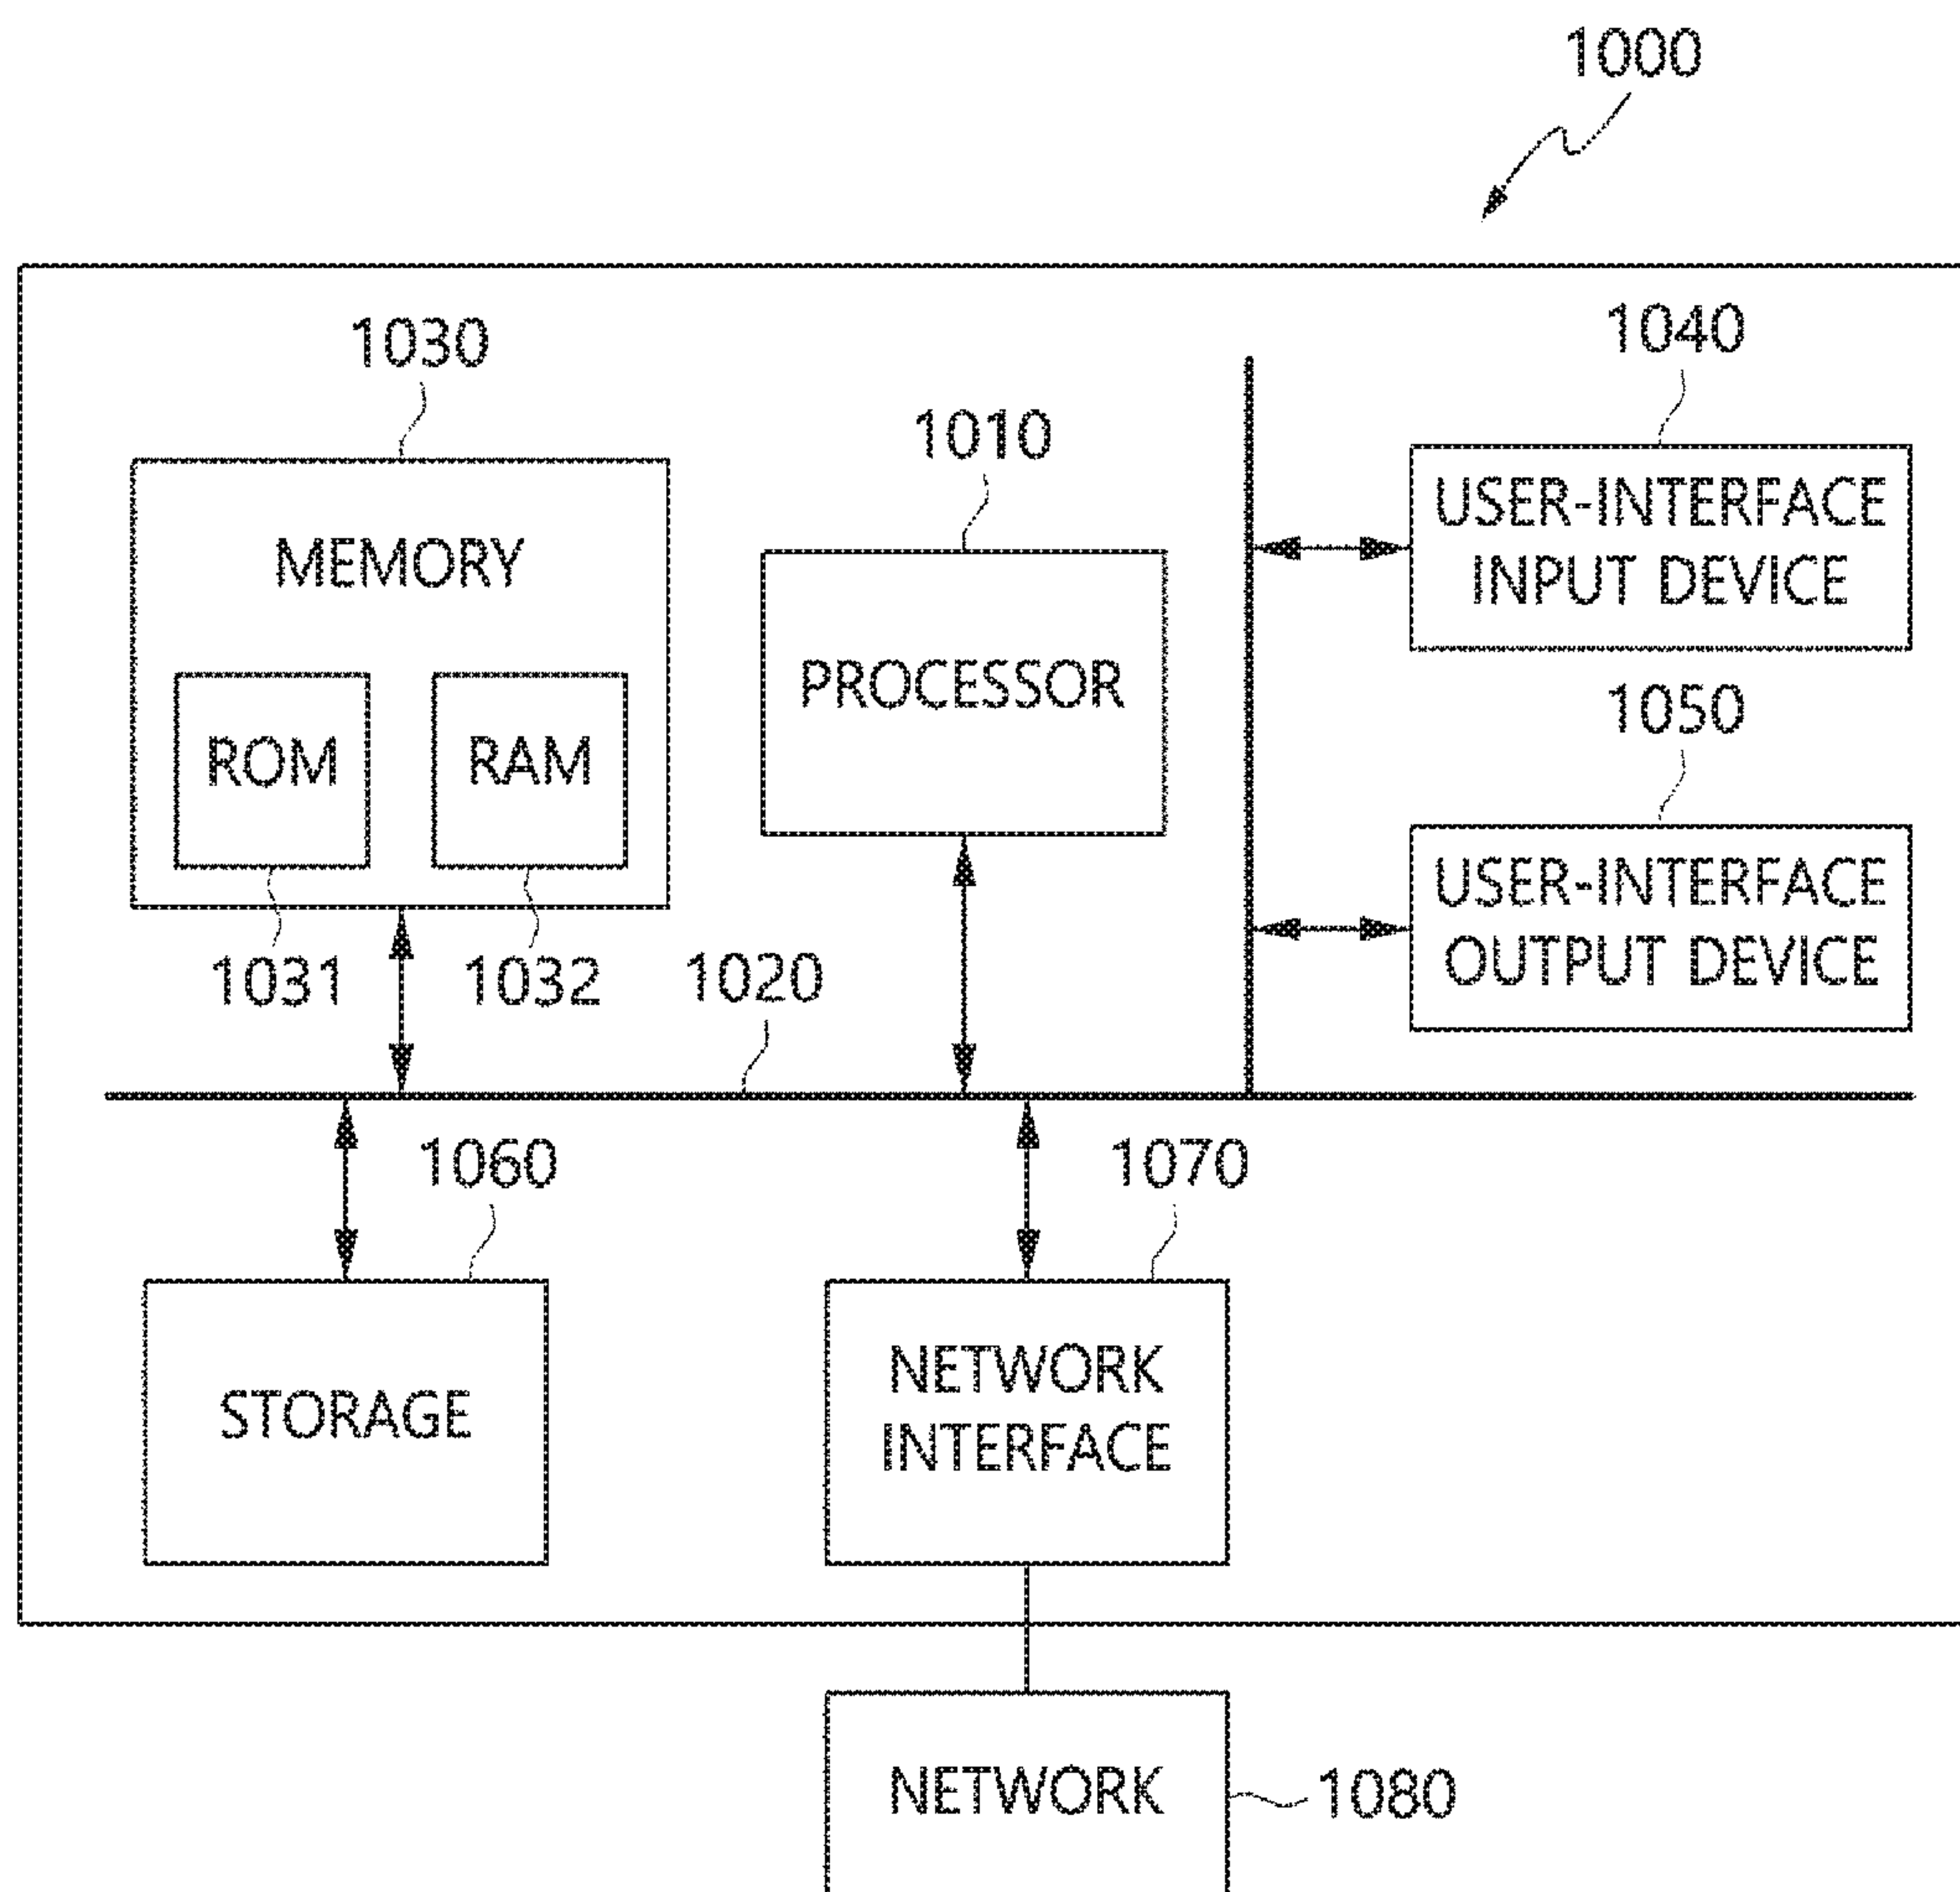 1000
1030
1040
1010
MEMORY
USER-INTERFACE
INPUT DEVICE
PROCESSOR
ROM
RAM
1050
USER-INTERFACE
OUTPUT DEVICE
1031
1032
1020
1060
1070
STORAGE
NETWORK
INTERFACE
NETWORK
1080